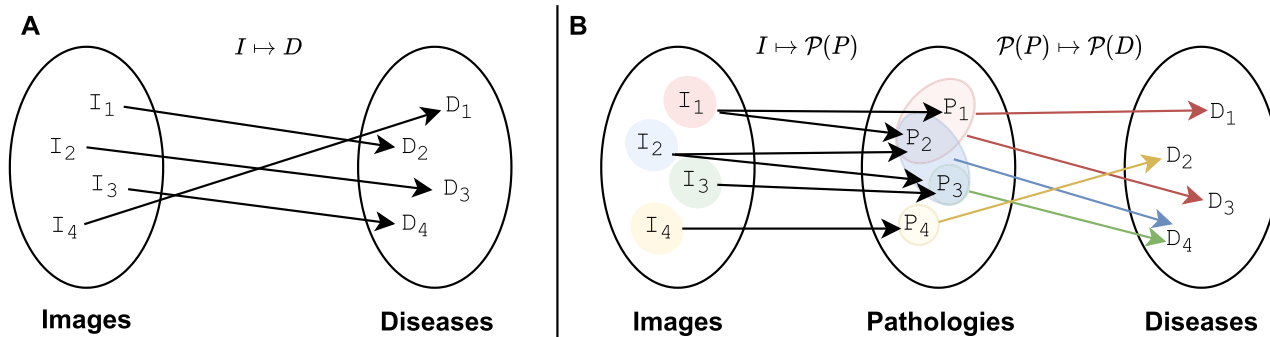 A
I ↦ D
I₁
I₂
I₃
I₄
D₁
D₂
D₃
D₄
Images
Diseases
B
I ↦ 𝒫(P)
𝒫(P) ↦ 𝒫(D)
I₁
I₂
I₃
I₄
P₁
P₂
P₃
P₄
D₁
D₂
D₃
D₄
Images
Pathologies
Diseases